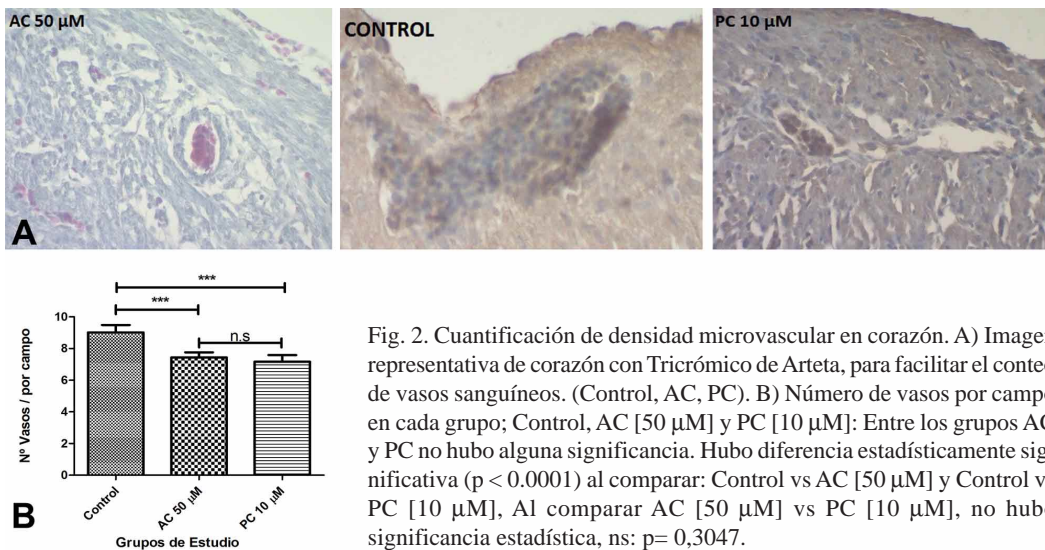 AC 50 µM
CONTROL
PC 10 µM
A
B
***
***
n.s
10
8
6
4
2
0
Nº Vasos / por campo
Control
AC 50 µM
PC 10 µM
Grupos de Estudio
Fig. 2. Cuantificación de densidad microvascular en corazón. A) Imagen
representativa de corazón con Tricrómico de Arteta, para facilitar el conteo
de vasos sanguíneos. (Control, AC, PC). B) Número de vasos por campo
en cada grupo; Control, AC [50 µM] y PC [10 µM]: Entre los grupos AC
y PC no hubo alguna significancia. Hubo diferencia estadísticamente sig
nificativa (p < 0.0001) al comparar: Control vs AC [50 µM] y Control v
PC [10 µM], Al comparar AC [50 µM] vs PC [10 µM], no hubo
significancia estadística, ns: p= 0,3047.